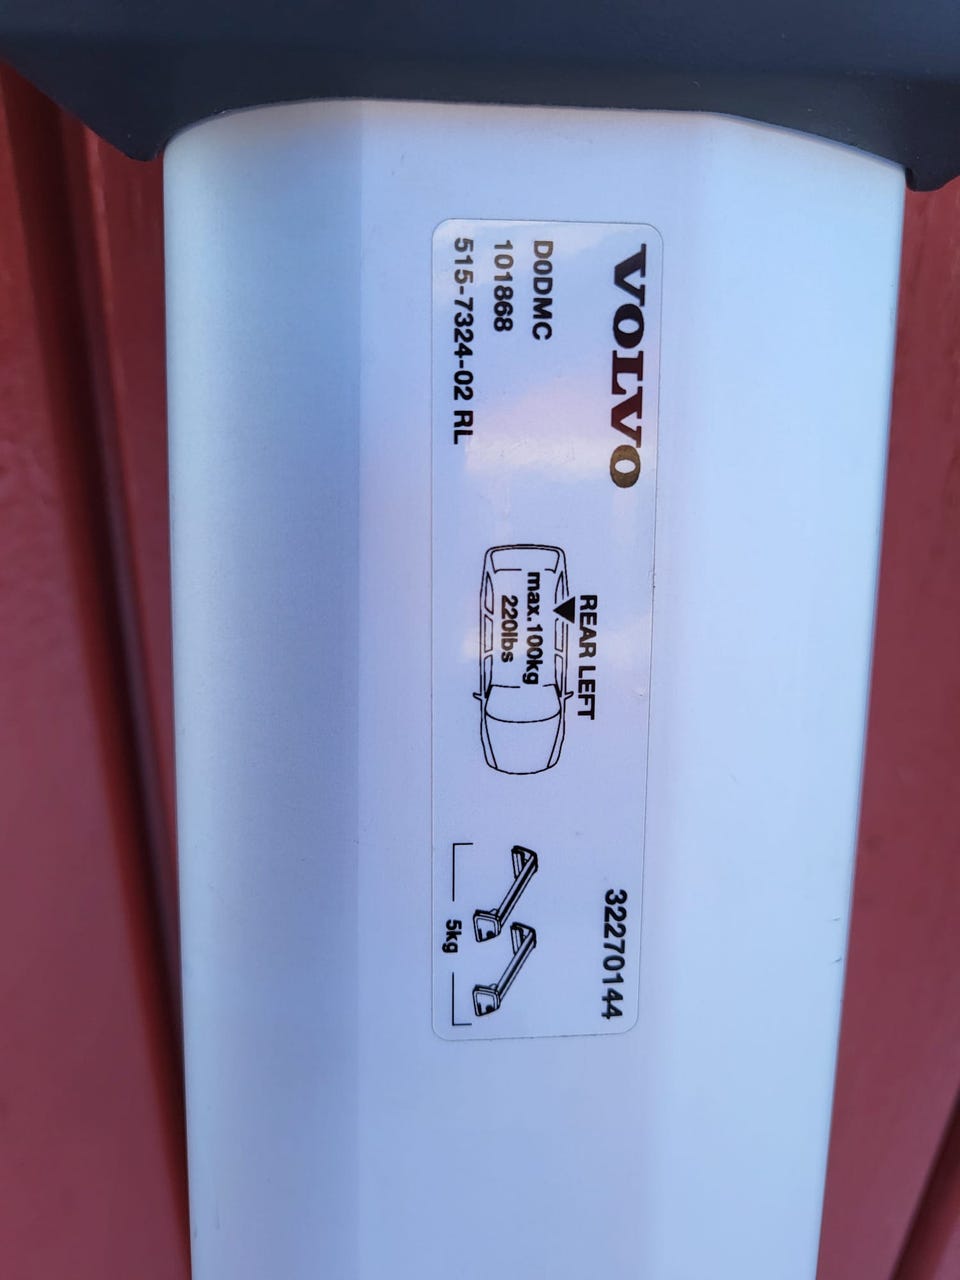 VOLVO
32270144
REAR LEFT
D0DMC
max.100kg
101868
220lbs
515-7324-02 RL
5kg